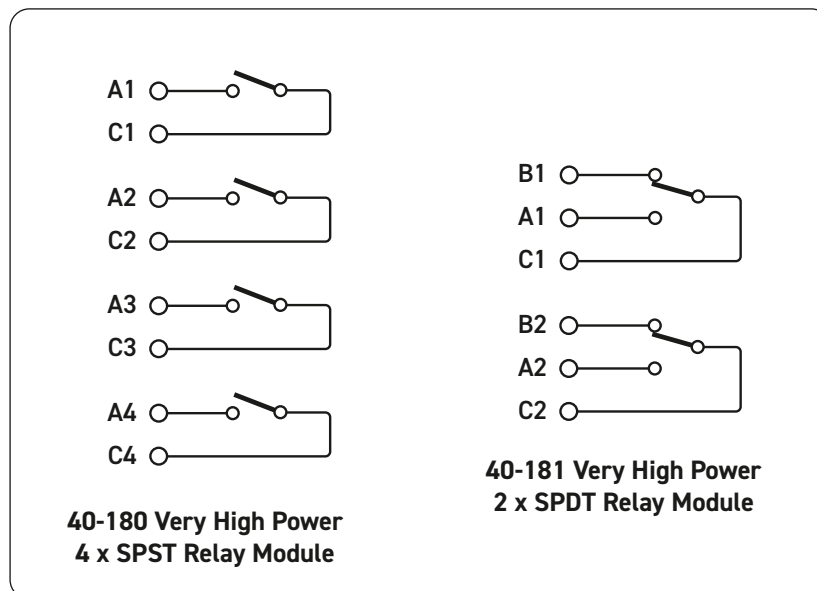 A1
C1
A2
C2
A3
C3
A4
C4
40-180 Very High Power
4 x SPST Relay Module
B1
A1
C1
B2
A2
C2
40-181 Very High Power
2 x SPDT Relay Module